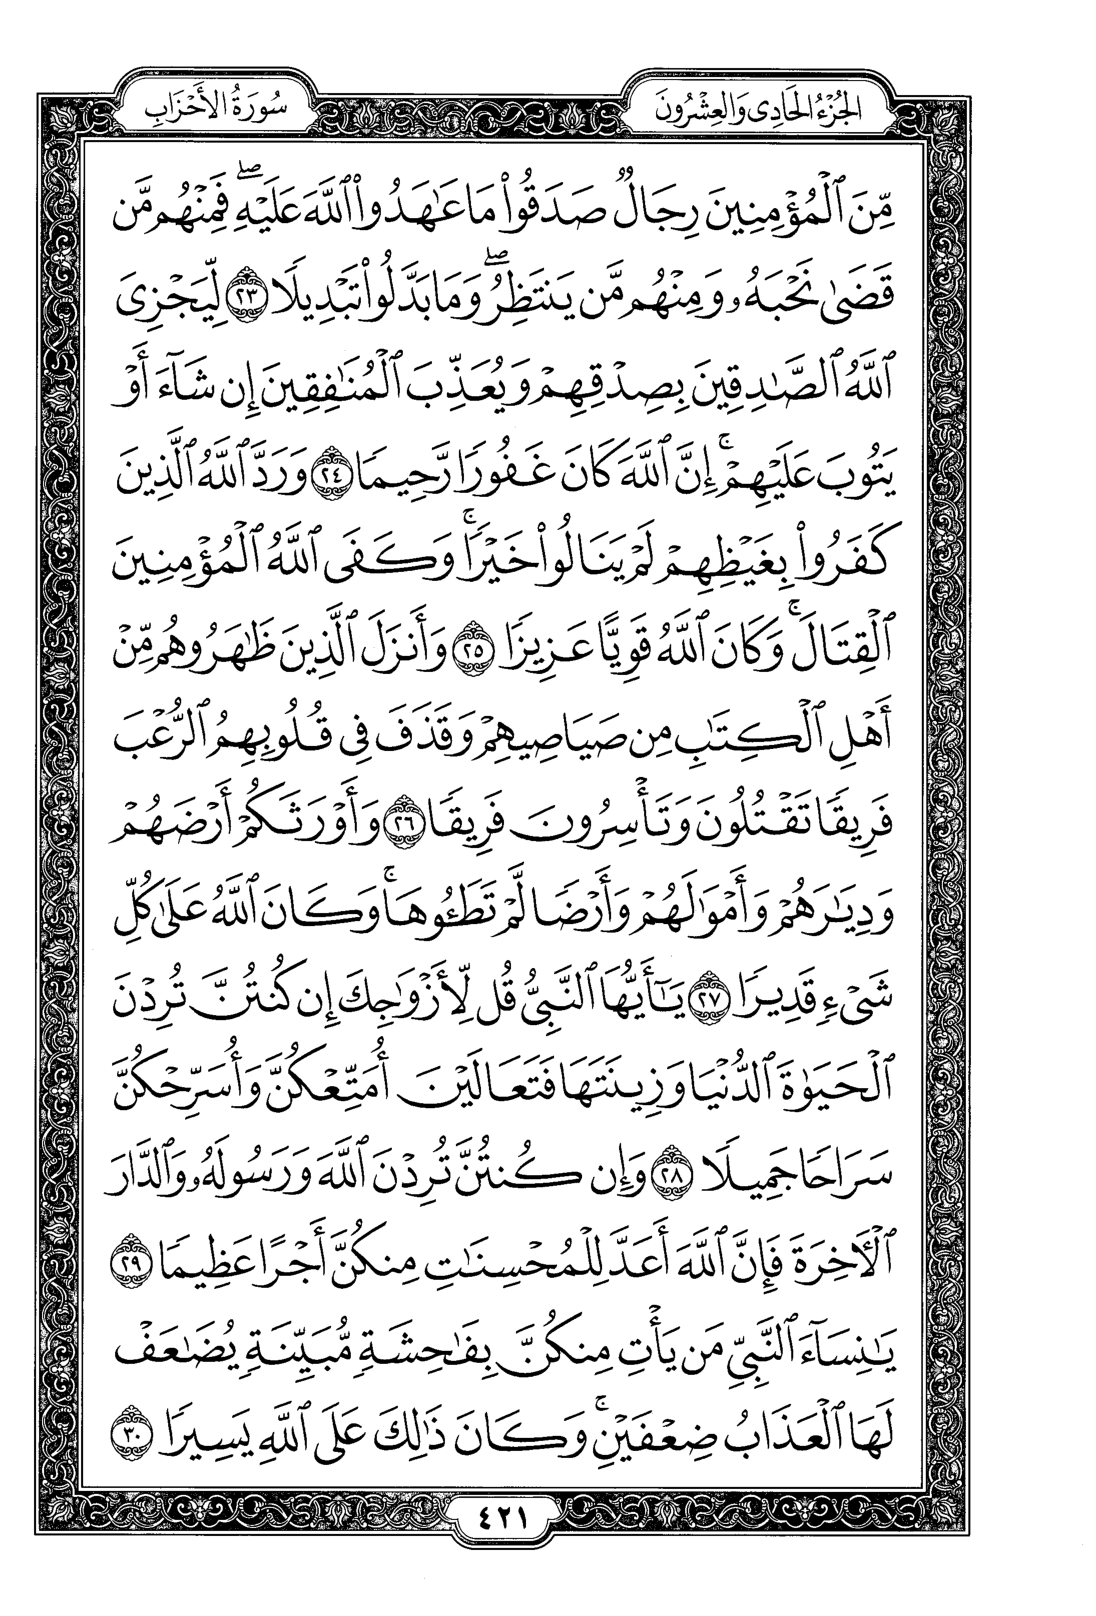 الجُزْءُ الحَادِي وَالعِشْرُونَ
سُورَةُ الأَحْزَابِ
مِّنَ ٱلْمُؤْمِنِينَ رِجَالٌ صَدَقُوا۟ مَا عَـٰهَدُوا۟ ٱللَّهَ عَلَيْهِ ۖ فَمِنْهُم مَّن
قَضَىٰ نَحْبَهُۥ وَمِنْهُم مَّن يَنتَظِرُ ۖ وَمَا بَدَّلُوا۟ تَبْدِيلًا ٢٣ لِّيَجْزِىَ
ٱللَّهُ ٱلصَّـٰدِقِينَ بِصِدْقِهِمْ وَيُعَذِّبَ ٱلْمُنَـٰفِقِينَ إِن شَآءَ أَوْ
يَتُوبَ عَلَيْهِمْ ۚ إِنَّ ٱللَّهَ كَانَ غَفُورًا رَّحِيمًا ٢٤ وَرَدَّ ٱللَّهُ ٱلَّذِينَ
كَفَرُوا۟ بِغَيْظِهِمْ لَمْ يَنَالُوا۟ خَيْرًا ۚ وَكَفَى ٱللَّهُ ٱلْمُؤْمِنِينَ
ٱلْقِتَالَ ۚ وَكَانَ ٱللَّهُ قَوِيًّا عَزِيزًا ٢٥ وَأَنزَلَ ٱلَّذِينَ ظَـٰهَرُوهُم مِّنْ
أَهْلِ ٱلْكِتَـٰبِ مِن صَيَاصِيهِمْ وَقَذَفَ فِى قُلُوبِهِمُ ٱلرُّعْبَ
فَرِيقًا تَقْتُلُونَ وَتَأْسِرُونَ فَرِيقًا ٢٦ وَأَوْرَثَكُمْ أَرْضَهُمْ
وَدِيَـٰرَهُمْ وَأَمْوَٰلَهُمْ وَأَرْضًا لَّمْ تَطَـُٔوهَا ۚ وَكَانَ ٱللَّهُ عَلَىٰ كُلِّ
شَىْءٍ قَدِيرًا ٢٧ يَـٰٓأَيُّهَا ٱلنَّبِىُّ قُل لِّأَزْوَٰجِكَ إِن كُنتُنَّ تُرِدْنَ
ٱلْحَيَوٰةَ ٱلدُّنْيَا وَزِينَتَهَا فَتَعَالَيْنَ أُمَتِّعْكُنَّ وَأُسَرِّحْكُنَّ
سَرَاحًا جَمِيلًا ٢٨ وَإِن كُنتُنَّ تُرِدْنَ ٱللَّهَ وَرَسُولَهُۥ وَٱلدَّارَ
ٱلْـَٔاخِرَةَ فَإِنَّ ٱللَّهَ أَعَدَّ لِلْمُحْسِنَـٰتِ مِنكُنَّ أَجْرًا عَظِيمًا ٢٩
يَـٰنِسَآءَ ٱلنَّبِىِّ مَن يَأْتِ مِنكُنَّ بِفَـٰحِشَةٍ مُّبَيِّنَةٍ يُضَـٰعَفْ
لَهَا ٱلْعَذَابُ ضِعْفَيْنِ ۚ وَكَانَ ذَٰلِكَ عَلَى ٱللَّهِ يَسِيرًا ٣٠
٤٢١